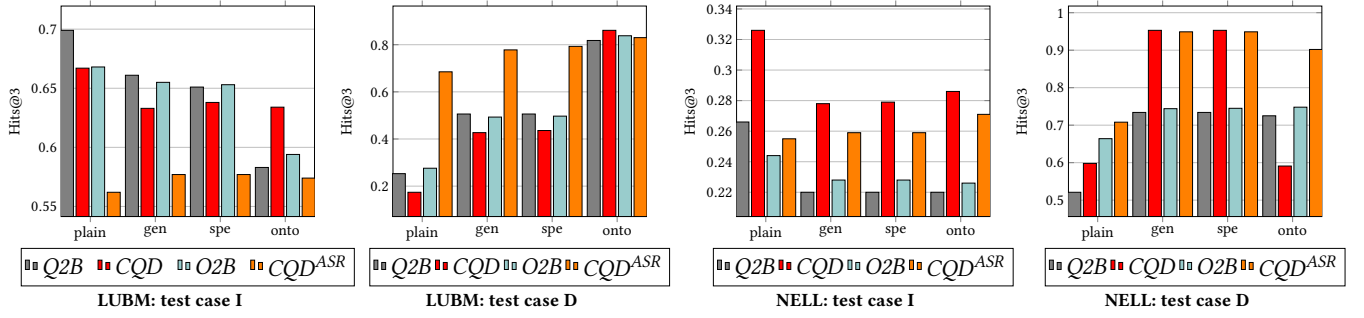 Hits@3
0.7
0.65
0.6
0.55
plain gen spe onto
Q2B CQD O2B CQD^ASR
LUBM: test case I
Hits@3
0.8
0.6
0.4
0.2
plain gen spe onto
Q2B CQD O2B CQD^ASR
LUBM: test case D
Hits@3
0.34
0.32
0.3
0.28
0.26
0.24
0.22
plain gen spe onto
Q2B CQD O2B CQD^ASR
NELL: test case I
Hits@3
1
0.9
0.8
0.7
0.6
0.5
plain gen spe onto
Q2B CQD O2B CQD^ASR
NELL: test case D